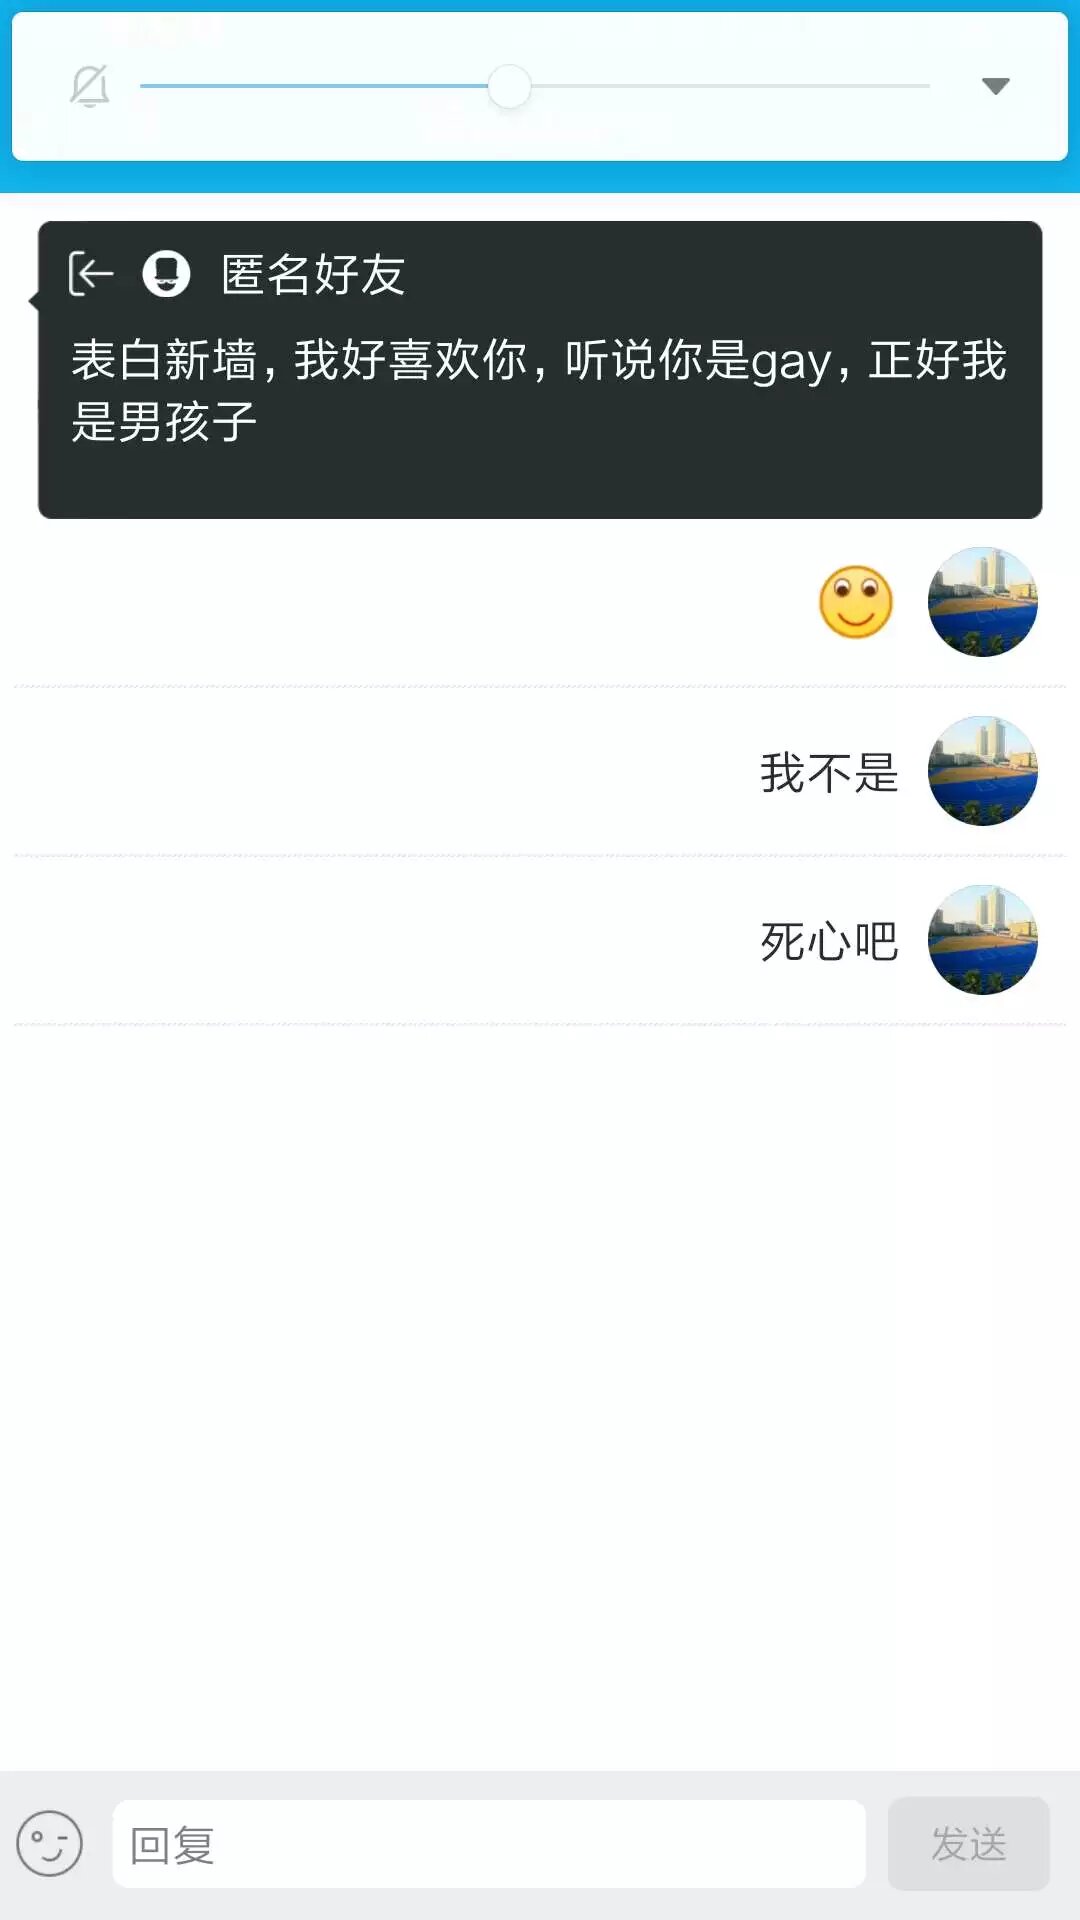 匿名好友
表白新墙，我好喜欢你，听说你是gay，正好我
是男孩子
我不是
死心吧
回复
发送